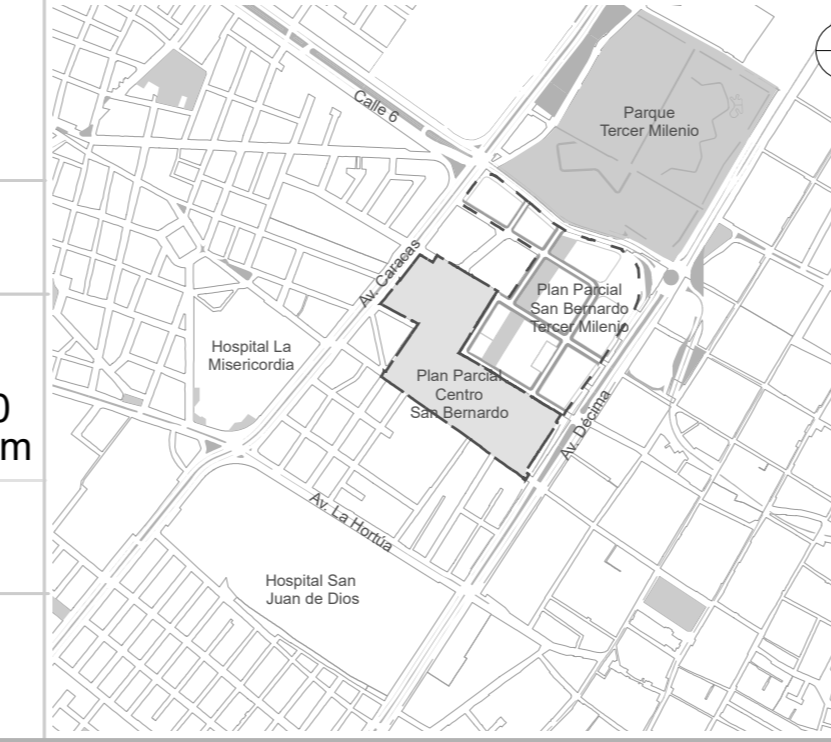 Calle 6
Parque
Tercer Milenio
Av. Caracas
Plan Parcial
San Bernardo
Tercer Milenio
Hospital La
Misericordia
Plan Parcial
Centro
San Bernardo
0
m
Av. Décima
Av. La Hortúa
Hospital San
Juan de Dios